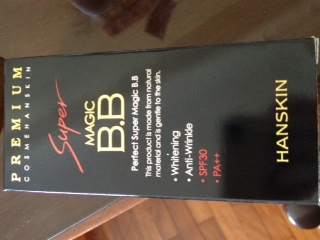 PREMIUM
COSMEHANSKIN
Super
MAGIC
B.B
Perfect Super Magic B.B
This product is made from natural
material and is gentle to the skin.
• Whitening
• Anti-Wrinkle
• SPF30
• PA++
HANSKIN